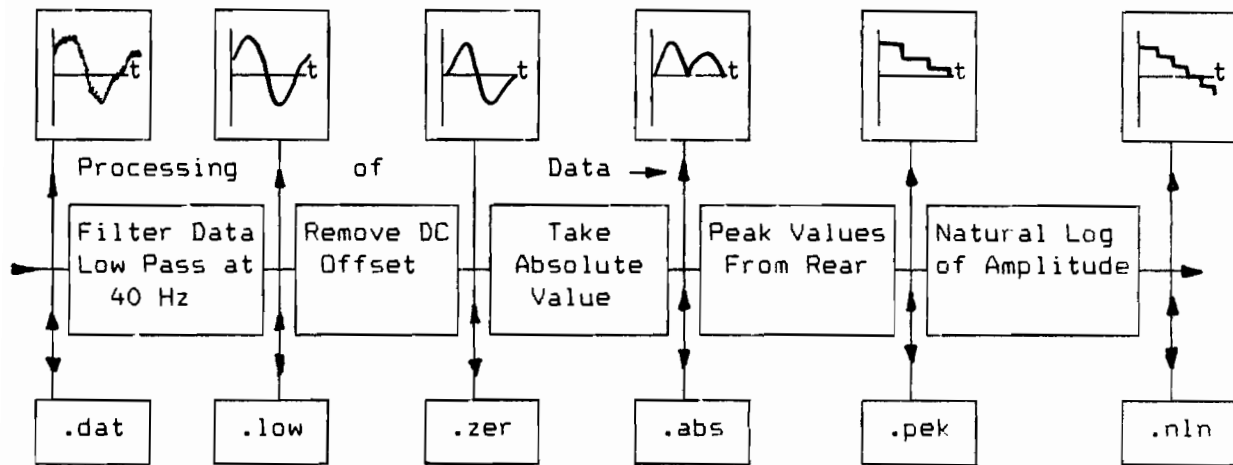 t t t t t t
Processing of Data
Filter Data
Low Pass at
40 Hz
Remove DC
Offset
Take
Absolute
Value
Peak Values
From Rear
Natural Log
of Amplitude
.dat .low .zer .abs .pek .nln